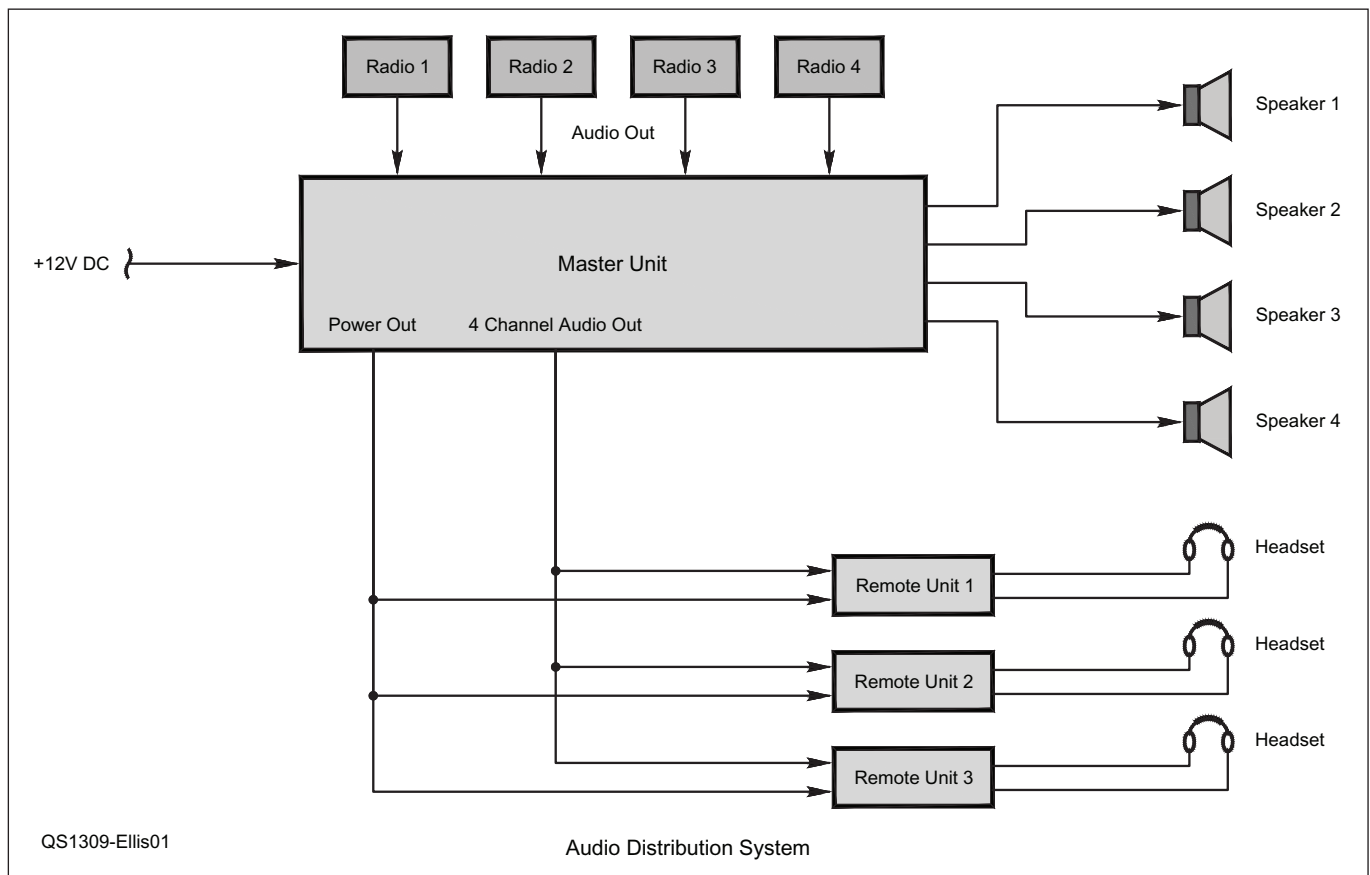 Radio 1
Radio 2
Radio 3
Radio 4
Audio Out
Speaker 1
Speaker 2
Speaker 3
Speaker 4
+12V DC
Master Unit
Power Out
4 Channel Audio Out
Remote Unit 1
Headset
Remote Unit 2
Headset
Remote Unit 3
Headset
QS1309-Ellis01
Audio Distribution System